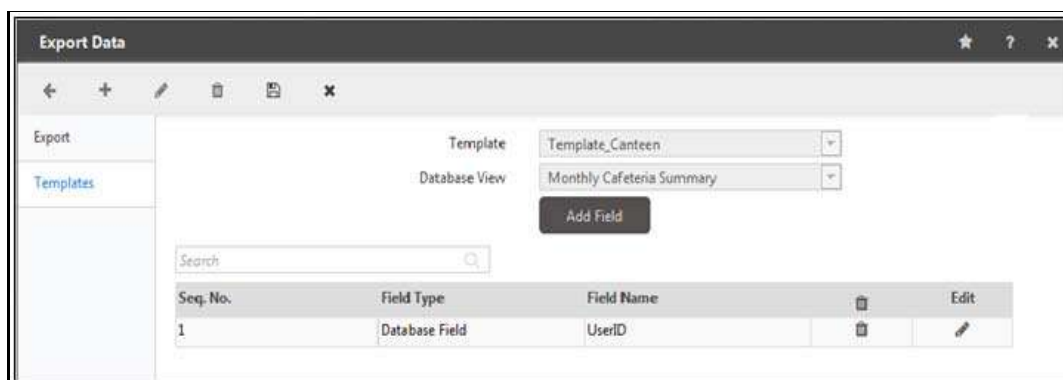 Export Data ? x
Export
Templates
Template Template_Canteen
Database View Monthly Cafeteria Summary
Add Field
Search
Seq. No. Field Type Field Name Edit
1 Database Field UserID